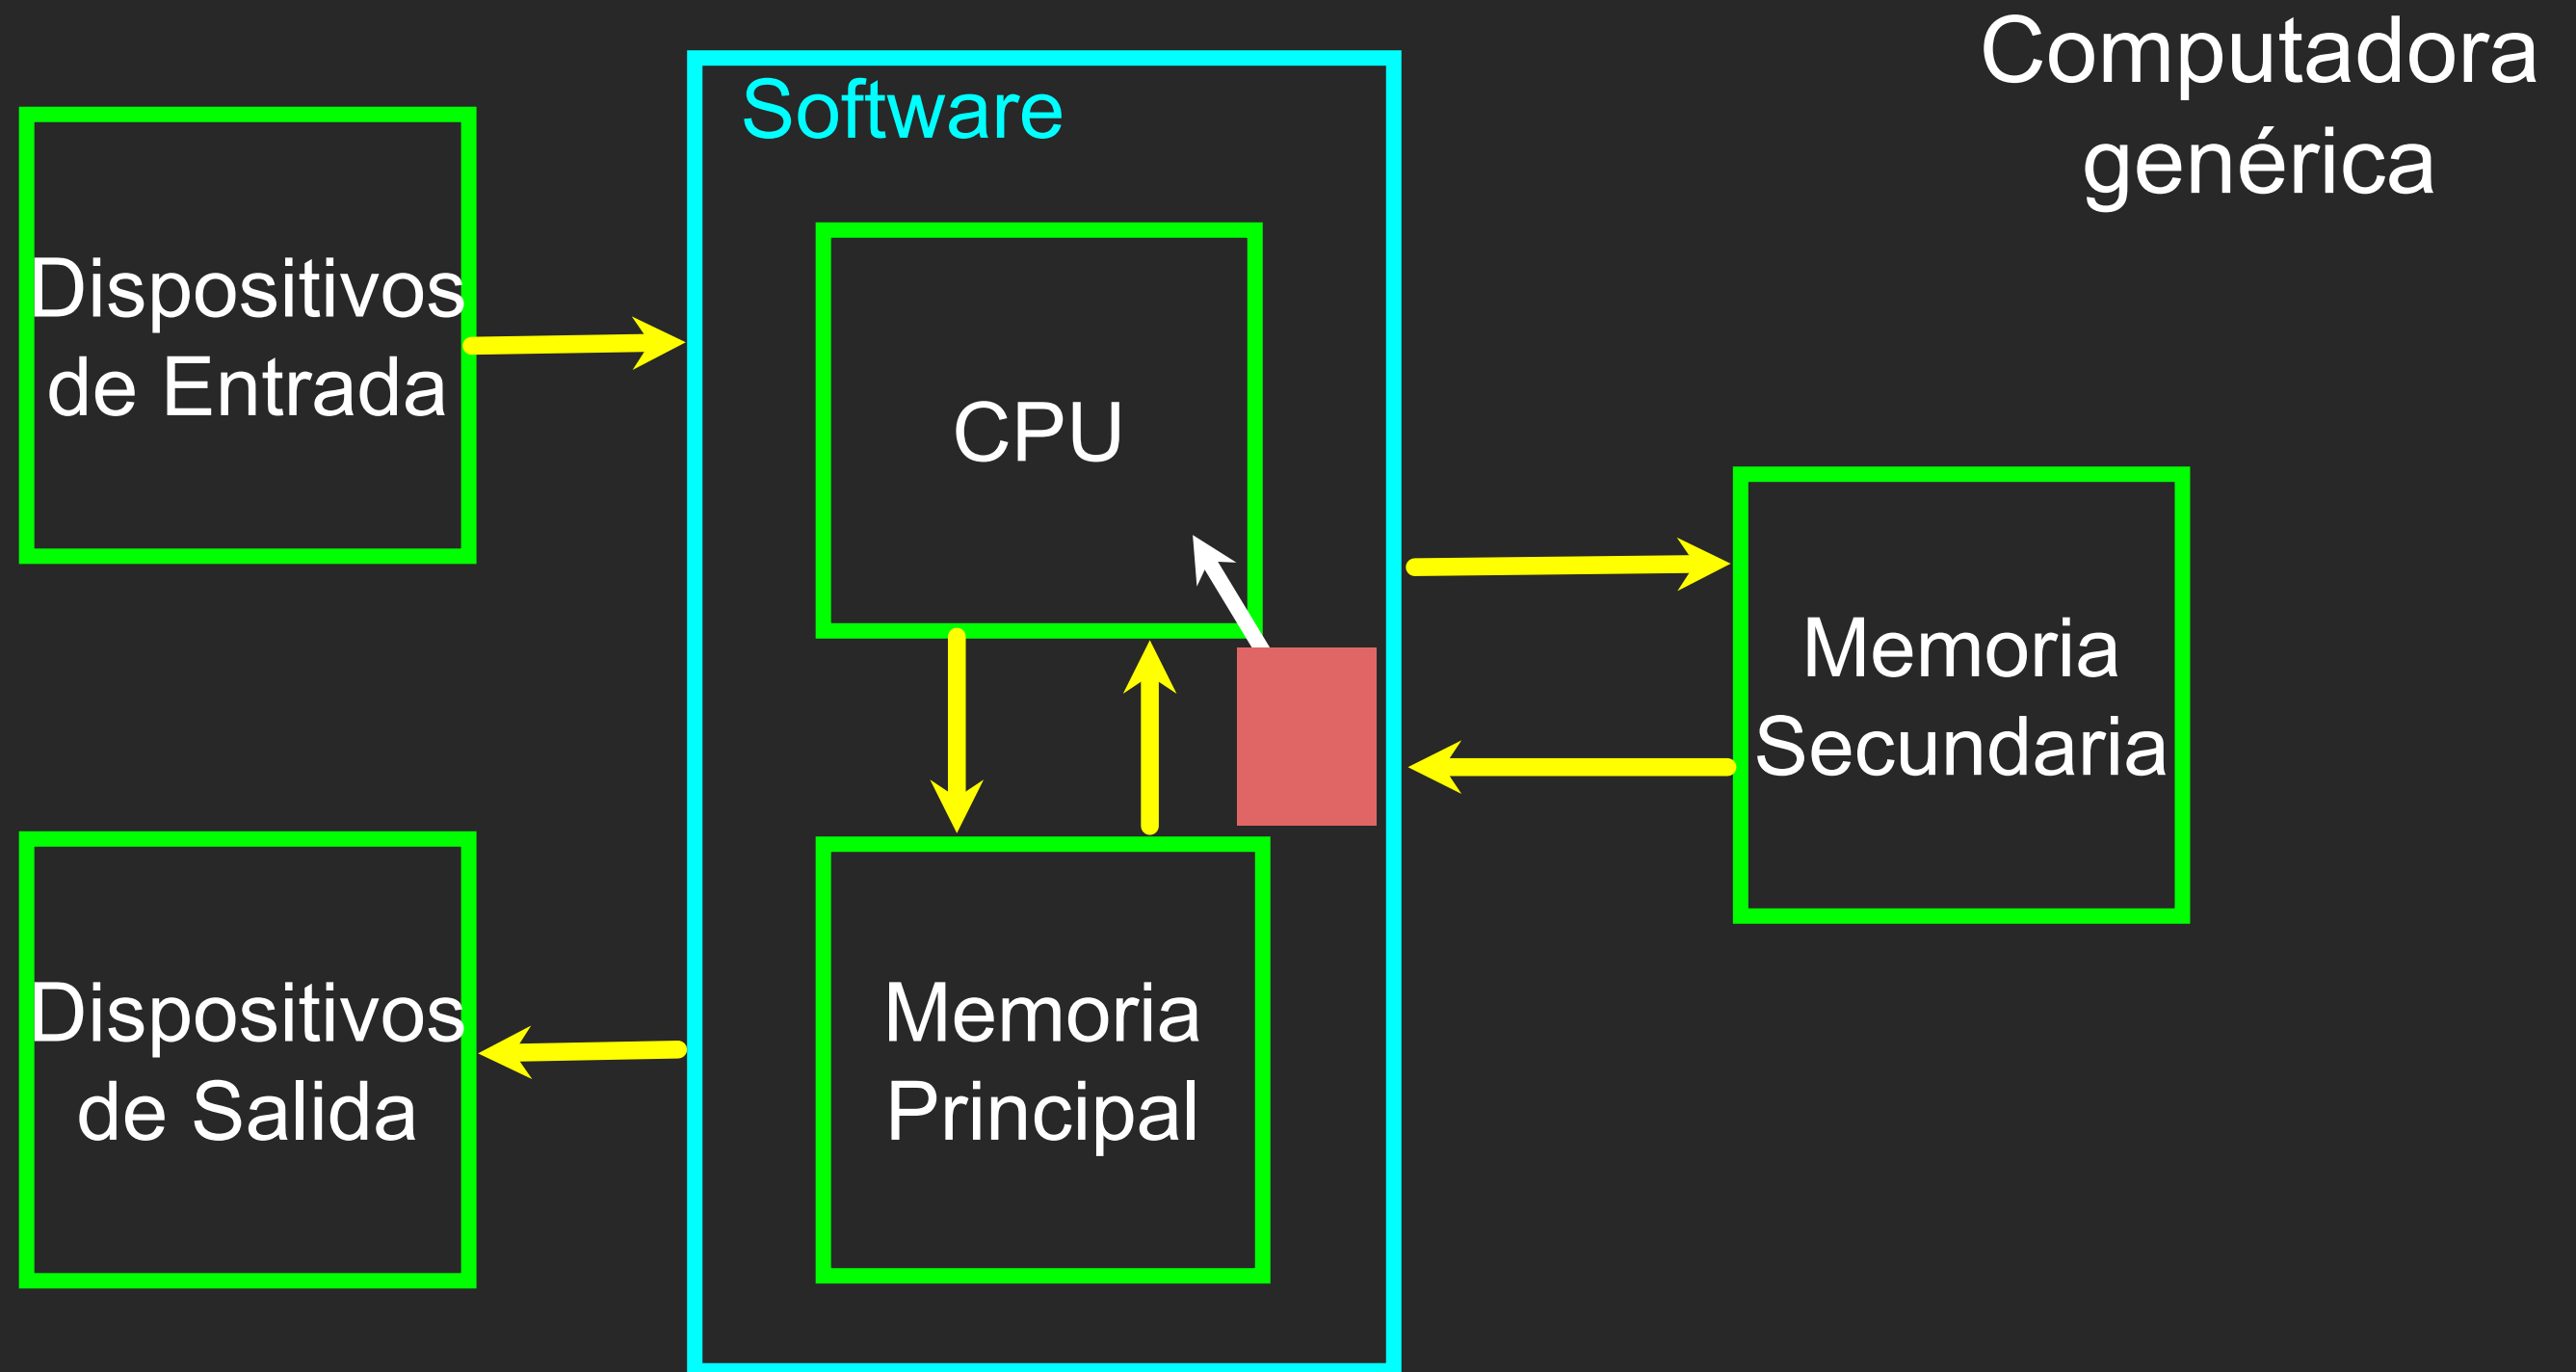 Computadora
genérica
Software
Dispositivos
de Entrada
CPU
Memoria
Secundaria
Dispositivos
de Salida
Memoria
Principal